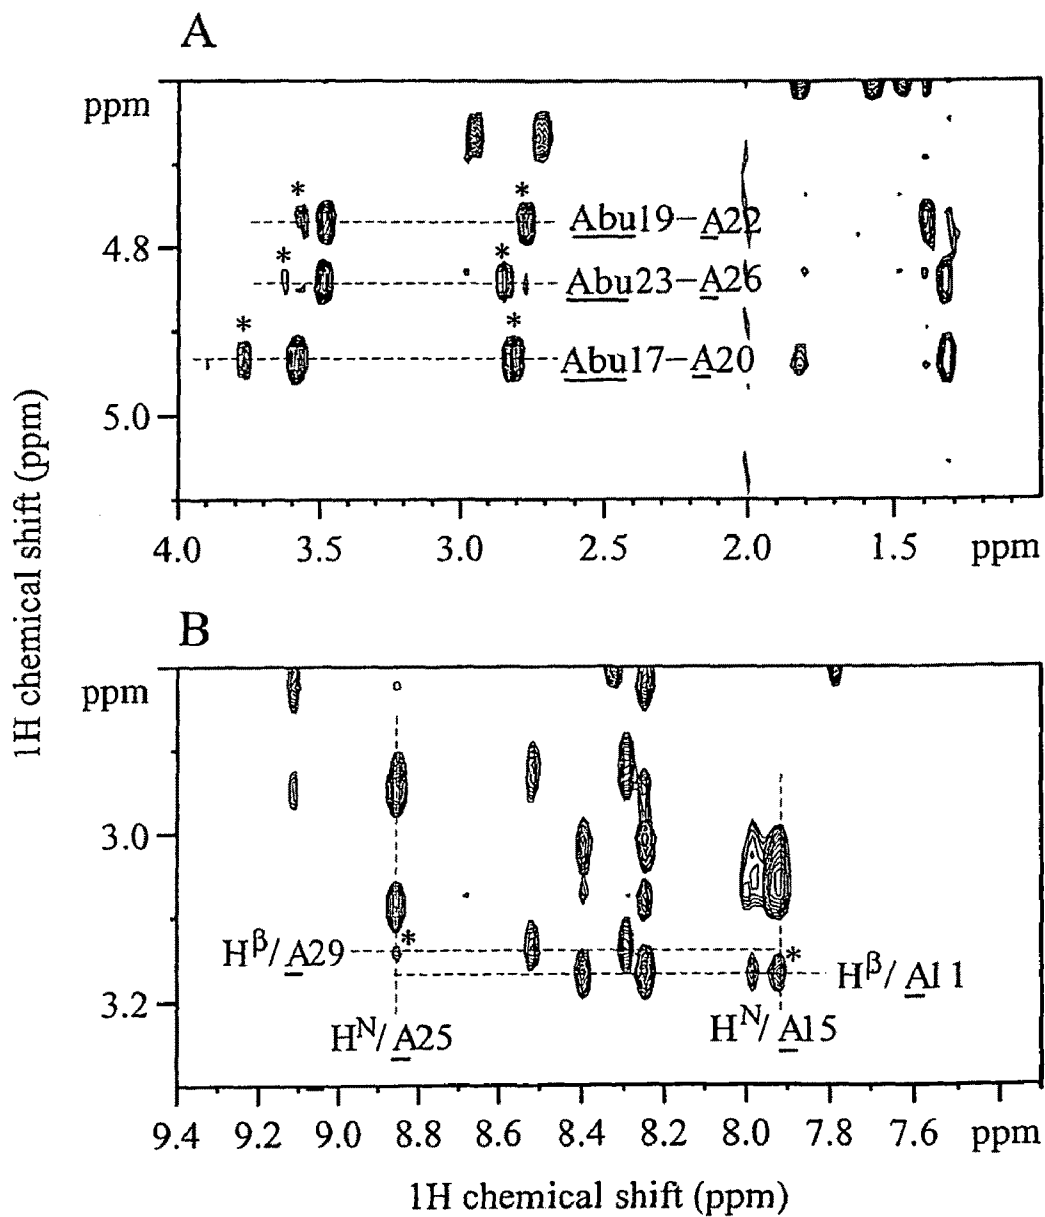 A
ppm
*
*
Abu19–A22
4.8
*
*
Abu23–A26
*
*
Abu17–A20
5.0
4.0 3.5 3.0 2.5 2.0 1.5 ppm
1H chemical shift (ppm)
B
ppm
3.0
Hβ/A29
*
*
Hβ/A11
3.2
HN/A25
HN/A15
9.4 9.2 9.0 8.8 8.6 8.4 8.2 8.0 7.8 7.6 ppm
1H chemical shift (ppm)